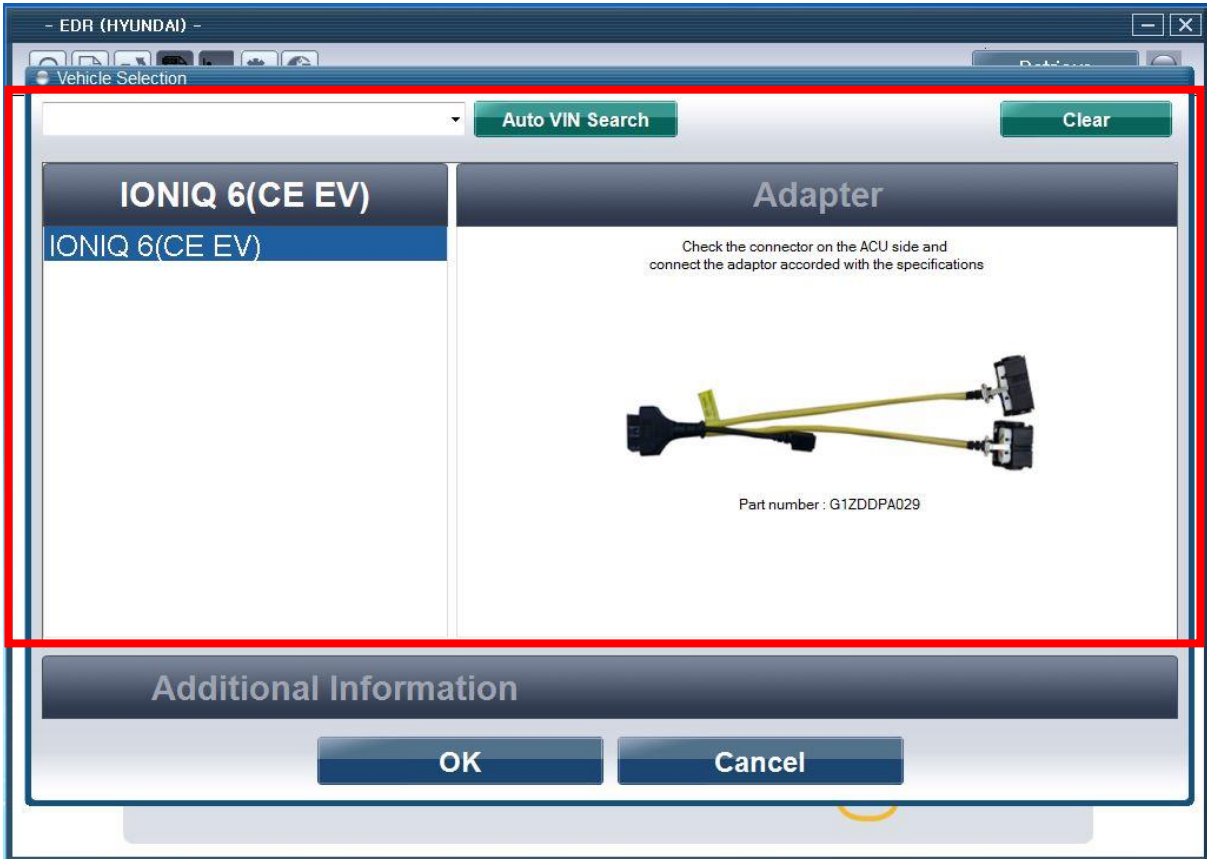 - EDR (HYUNDAI) -
Vehicle Selection
Auto VIN Search
Clear
IONIQ 6(CE EV)
Adapter
IONIQ 6(CE EV)
Check the connector on the ACU side and
connect the adaptor accorded with the specifications
Part number : G1ZDDPA029
Additional Information
OK
Cancel